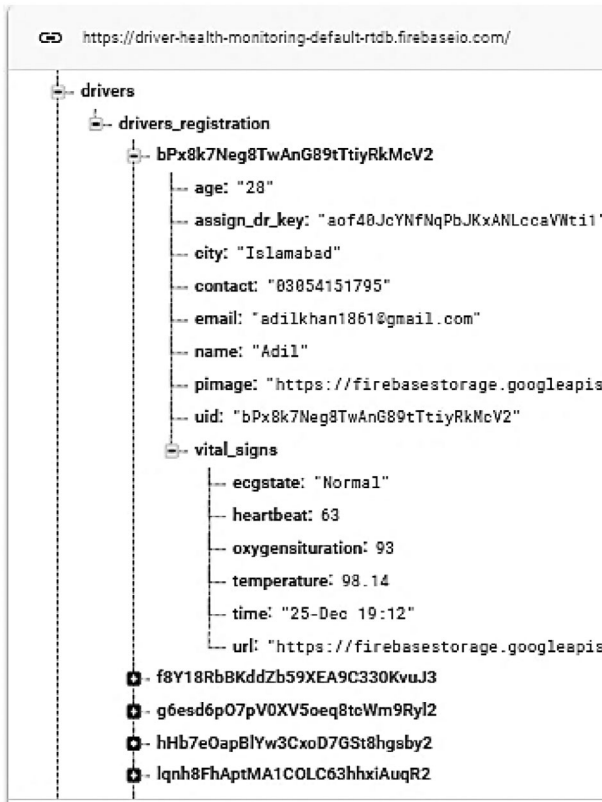 https://driver-health-monitoring-default-rtdb.firebaseio.com/
drivers
drivers_registration
bPx8k7Neg8TwAnG89tTtiyRkMcV2
age: "28"
assign_dr_key: "aof40JcYNfNqPbJKxANLccaVWti1"
city: "Islamabad"
contact: "03054151795"
email: "adilkhan1861@gmail.com"
name: "Adil"
pimage: "https://firebasestorage.googleapis
uid: "bPx8k7Neg8TwAnG89tTtiyRkMcV2"
vital_signs
ecgstate: "Normal"
heartbeat: 63
oxygensituration: 93
temperature: 98.14
time: "25-Dec 19:12"
url: "https://firebasestorage.googleapis
f8Y18RbBKddZb59XEA9C330KvuJ3
g6esd6pO7pV0XV5oeq8tcWm9Ryl2
hHb7eOapBlYw3CxoD7GSt8hgsby2
lqnh8FhAptMA1COLC63hhxiAuqR2